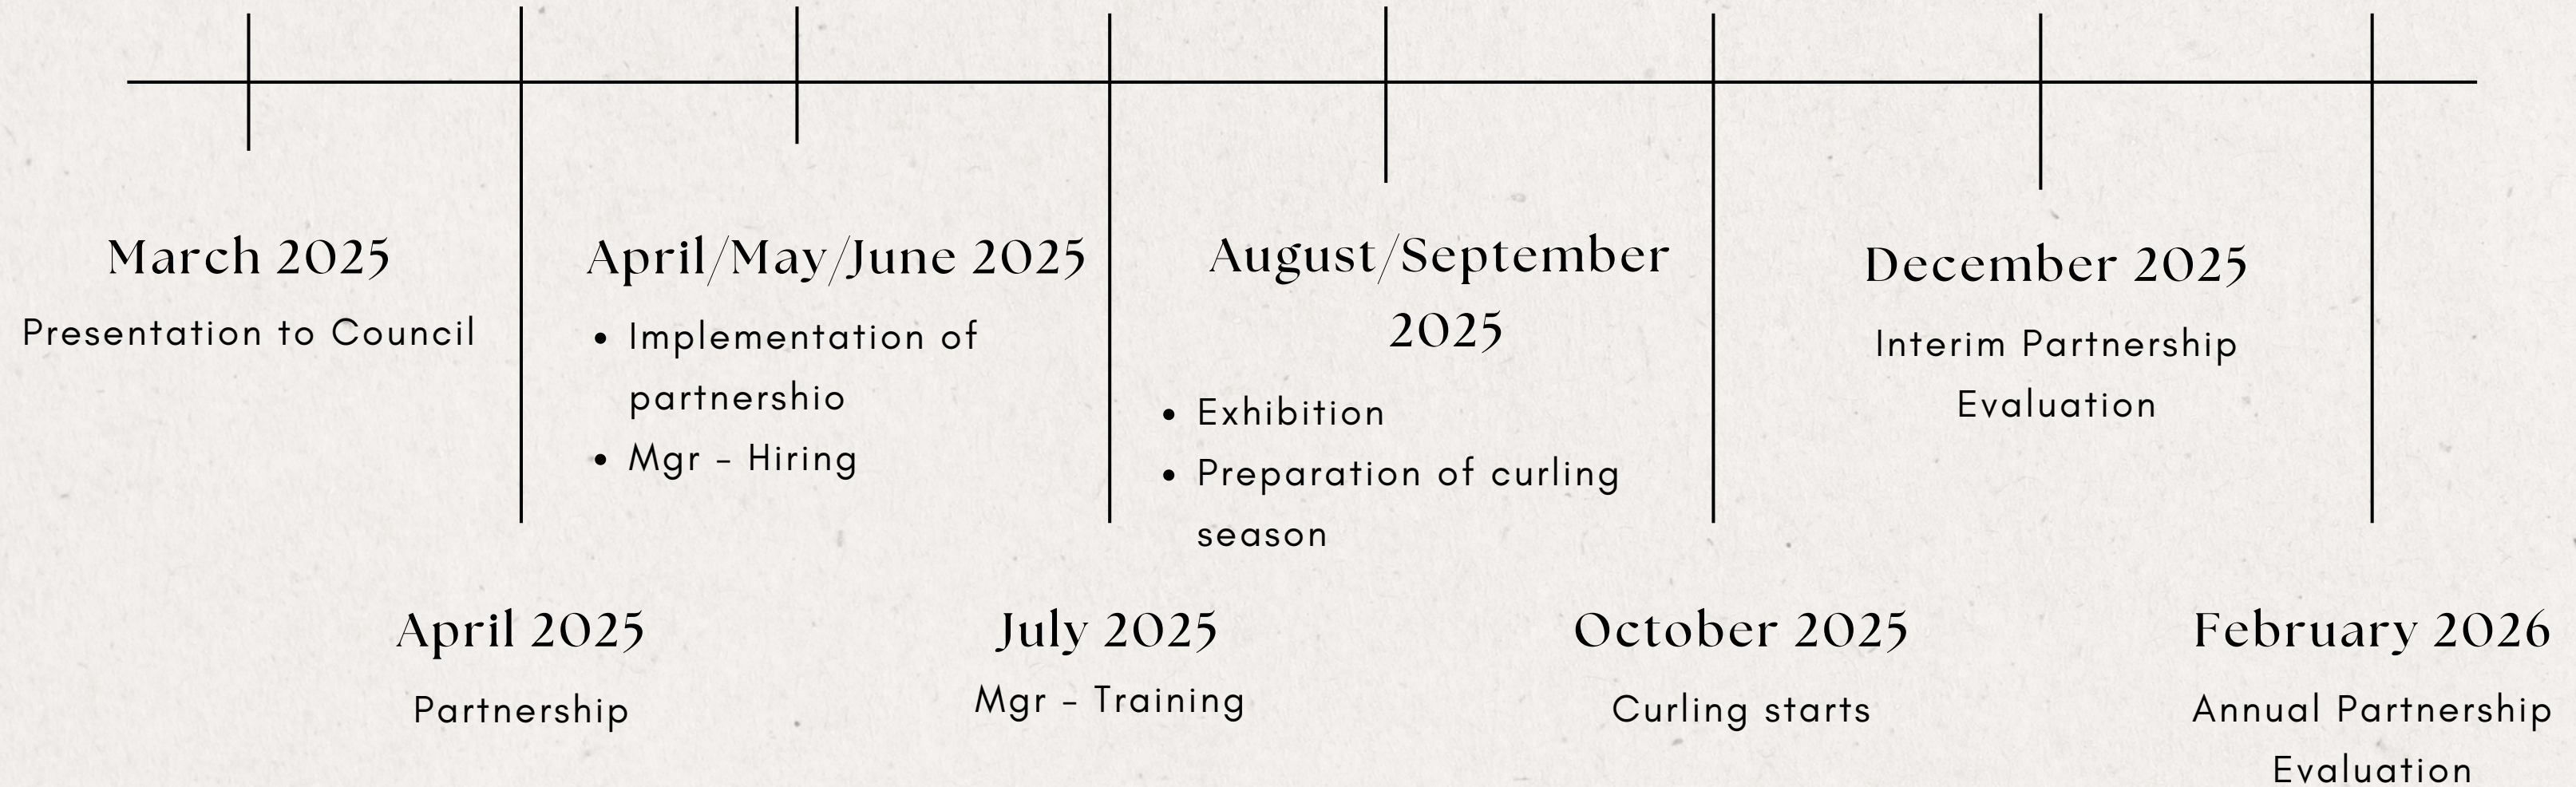 March 2025
Presentation to Council
April 2025
Partnership
April/May/June 2025
• Implementation of
partnershio
• Mgr - Hiring
July 2025
Mgr - Training
August/September
2025
• Exhibition
• Preparation of curling
season
October 2025
Curling starts
December 2025
Interim Partnership
Evaluation
February 2026
Annual Partnership
Evaluation